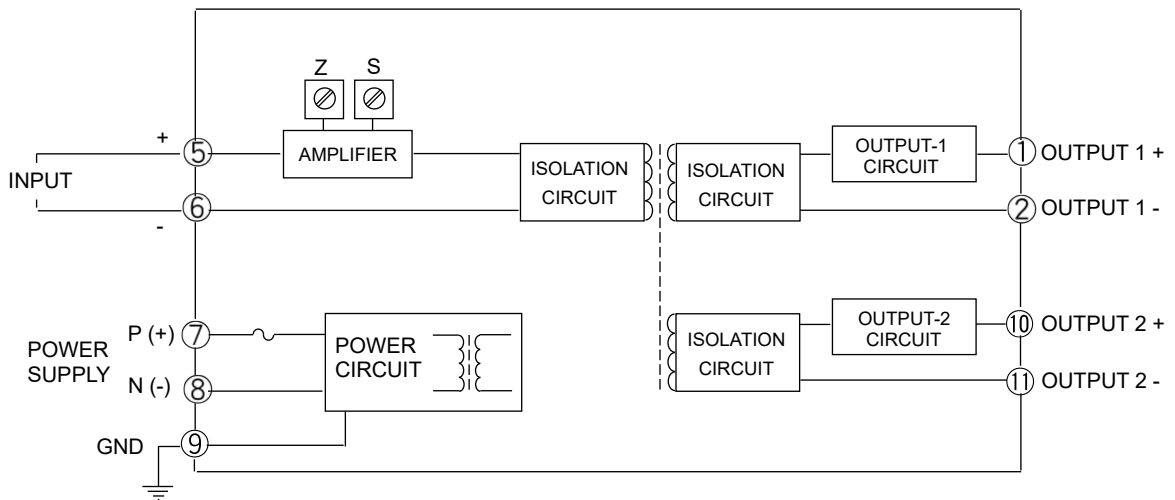 Z
S
+
5
AMPLIFIER
INPUT
6
-
ISOLATION
CIRCUIT
ISOLATION
CIRCUIT
OUTPUT-1
CIRCUIT
1
OUTPUT 1 +
2
OUTPUT 1 -
POWER
SUPPLY
P (+)
7
N (-)
8
GND
9
POWER
CIRCUIT
ISOLATION
CIRCUIT
OUTPUT-2
CIRCUIT
10
OUTPUT 2 +
11
OUTPUT 2 -